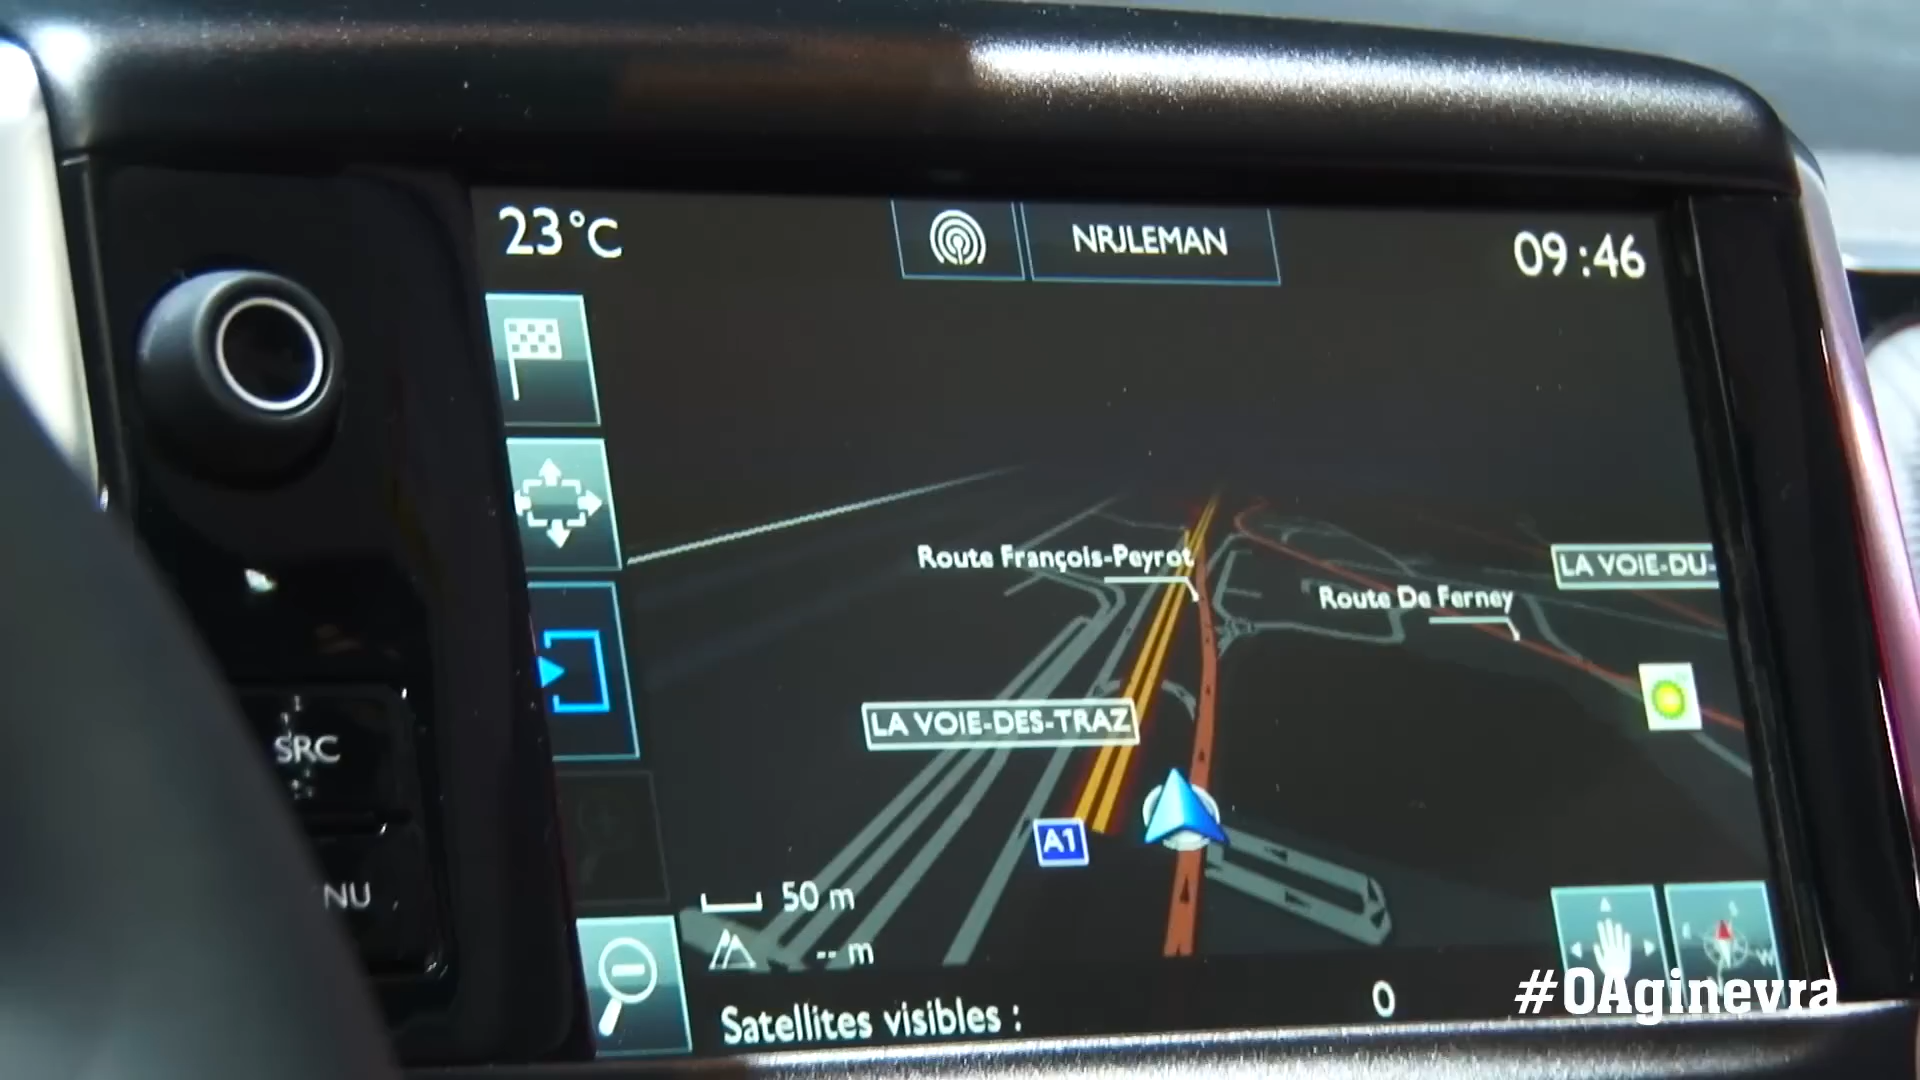 23°C
NRJLEMAN
09:46
Route François-Peyrot
LA VOIE-DU-
Route De Ferney
LA VOIE-DES-TRAZ
SRC
A1
NU
50 m
-- m
S
E
W
#OAginevra
Satellites visibles :
0